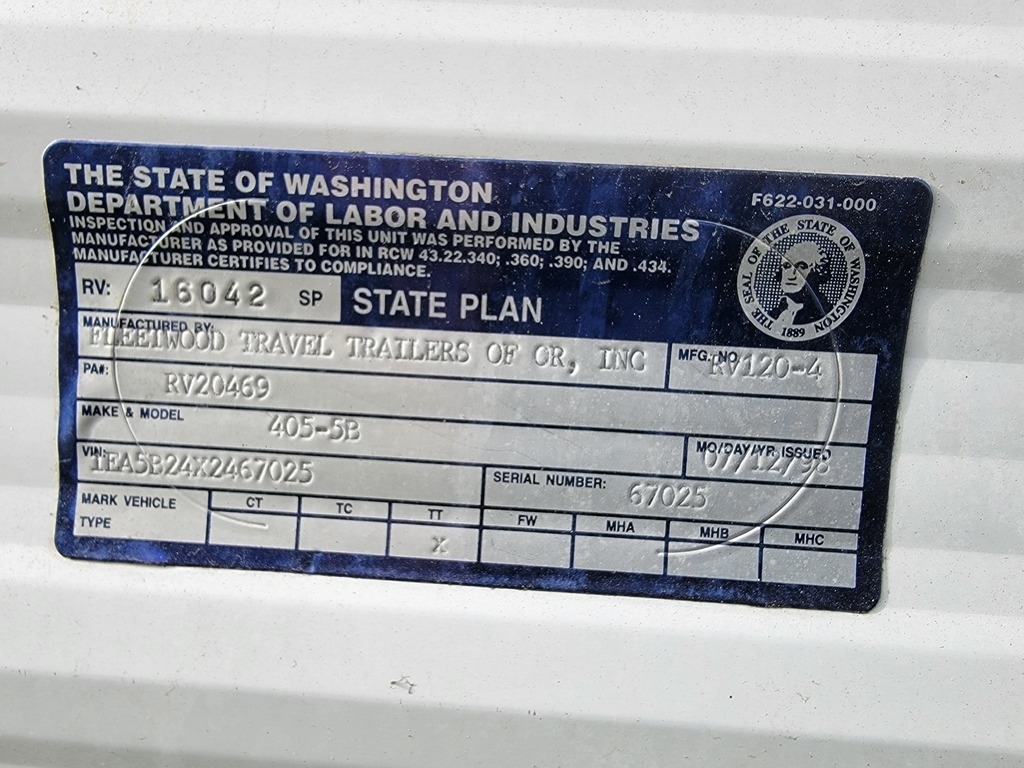 THE STATE OF WASHINGTON
DEPARTMENT OF LABOR AND INDUSTRIES
F622-031-000
INSPECTION AND APPROVAL OF THIS UNIT WAS PERFORMED BY THE
MANUFACTURER AS PROVIDED FOR IN RCW 43.22.340; .360; .390; AND .434.
MANUFACTURER CERTIFIES TO COMPLIANCE.
THE SEAL OF THE STATE OF WASHINGTON
1889
RV: 16042 SP STATE PLAN
MANUFACTURED BY: MFG. NO
FLEETWOOD TRAVEL TRAILERS OF OR, INC RV120-4
PA#: RV20469
MAKE & MODEL 405-5B
MO/DAY/YR ISSUED
07/12/98
VIN: 1EA5B24X2467025
SERIAL NUMBER: 67025
MARK VEHICLE TYPE
CT TC TT FW MHA MHB MHC
X